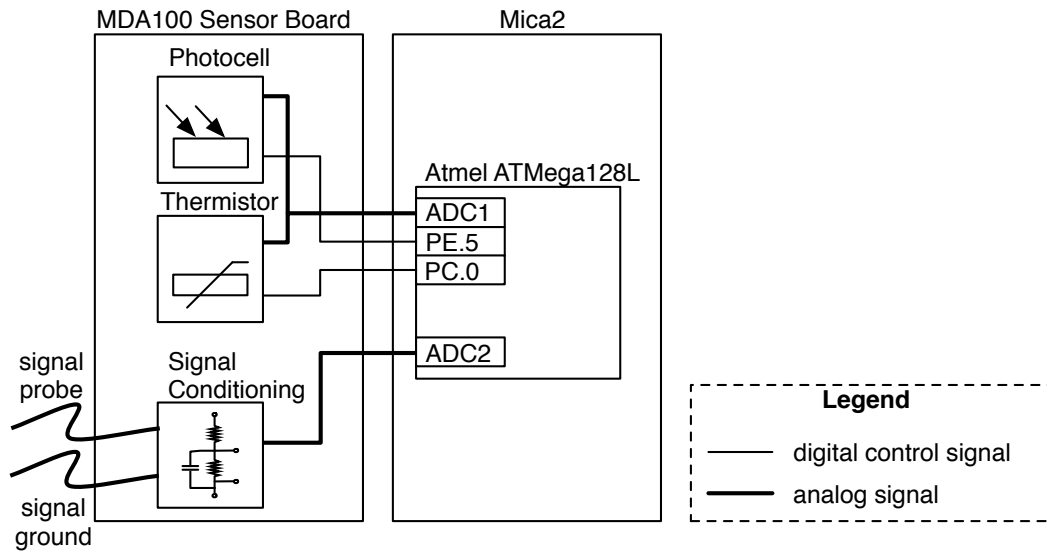 MDA100 Sensor Board
Mica2
Photocell
Atmel ATMega128L
Thermistor
ADC1
PE.5
PC.0
ADC2
signal
probe
Signal
Conditioning
signal
ground
Legend
digital control signal
analog signal